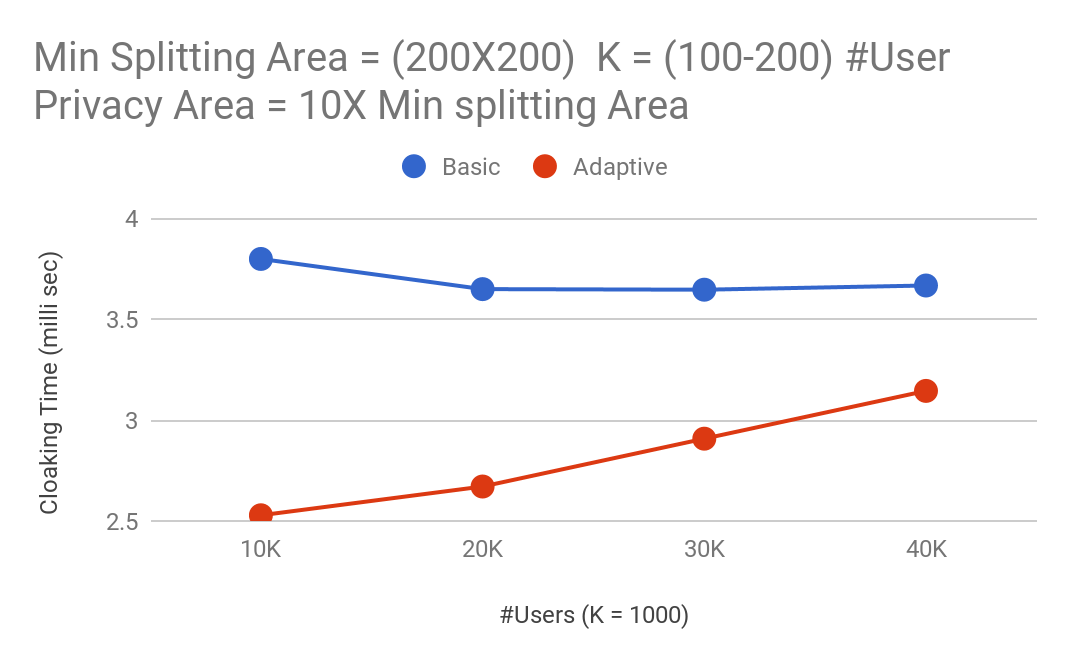 Min Splitting Area = (200X200)  K = (100-200) #User
Privacy Area = 10X Min splitting Area
Basic
Adaptive
Cloaking Time (milli sec)
4
3.5
3
2.5
10K
20K
30K
40K
#Users (K = 1000)